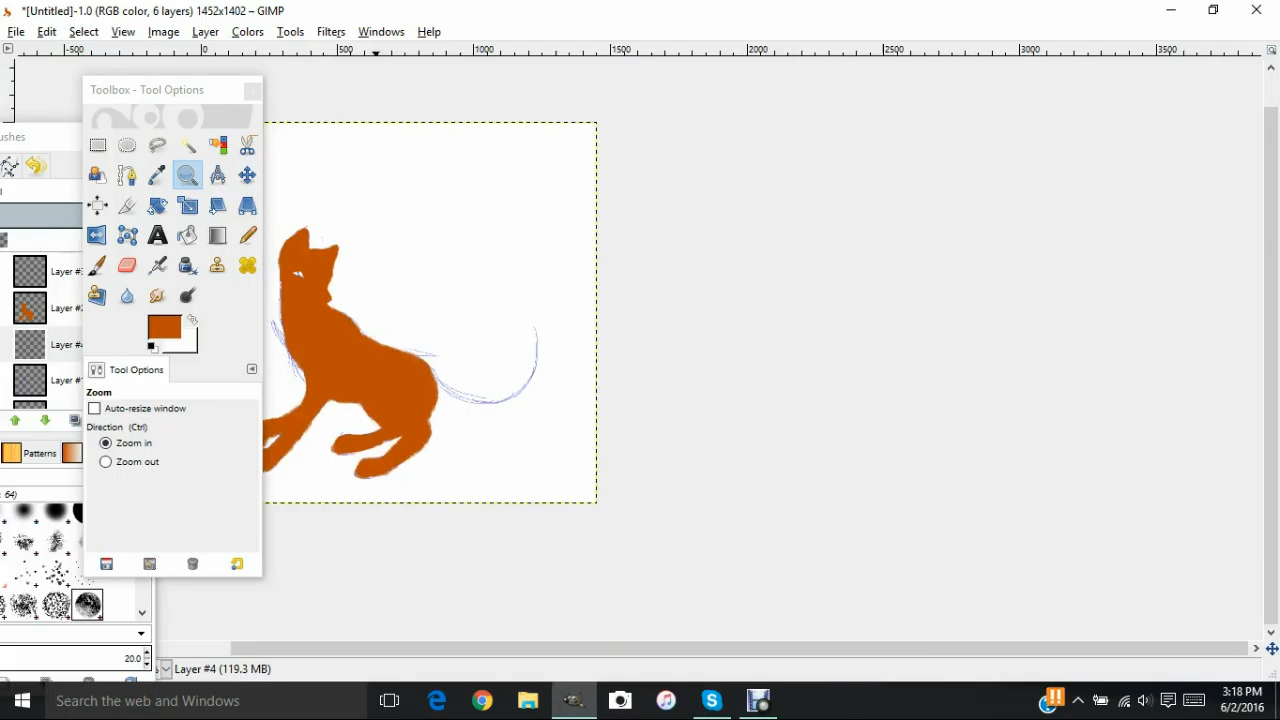 *[Untitled]-1.0 (RGB color, 6 layers) 1452x1402 – GIMP
File Edit Select View Image Layer Colors Tools Filters Windows Help
-500 0 500 1000 1500 2000 2500 3000 3500
Toolbox - Tool Options
ushes
Layer #
Layer #
Layer #
Layer #
Tool Options
Zoom
Auto-resize window
Direction (Ctrl)
Zoom in
Zoom out
Patterns
: 64)
20.0
Layer #4 (119.3 MB)
Search the web and Windows
3:18 PM
6/2/2016